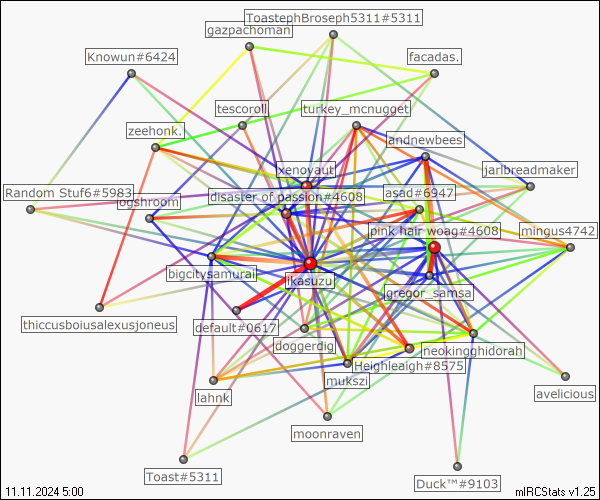 ToastephBroseph5311#5311
gazpachoman
Knowun#6424
facadas.
tescoroll
turkey_mcnugget
zeehonk.
andnewbees
xenoyaut
jarlbreadmaker
Random Stuf6#5983
ogshroom
disaster of passion#4608
asad#6947
pink hair woag#4608
mingus4742
bigcitysamurai
ikasuzu
gregor_samsa
thiccusboiusalexusjoneus
default#0617
doggerdig
neokingghidorah
Heighleigh#8575
mukszi
lahnk
avelicious
moonraven
Toast#5311
Duck™#9103
11.11.2024 5:00
mIRCStats v1.25